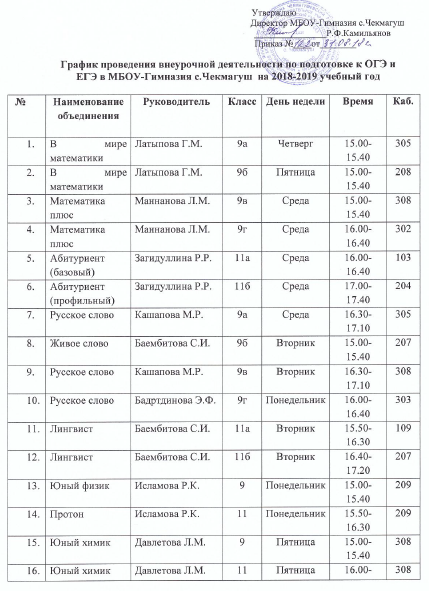 Утверждаю
Директор МБОУ-Гимназия с.Чекмагуш
Р.Ф.Камильянов
Приказ № 162 от 31.08.18г.
График проведения внеурочной деятельности по подготовке к ОГЭ и
ЕГЭ в МБОУ-Гимназия с.Чекмагуш на 2018-2019 учебный год
№ Наименование объединения Руководитель Класс День недели Время Каб.
1. В мире математики Латыпова Г.М. 9а Четверг 15.00-15.40 305
2. В мире математики Латыпова Г.М. 9б Пятница 15.00-15.40 208
3. Математика плюс Маннанова Л.М. 9в Среда 15.00-15.40 308
4. Математика плюс Маннанова Л.М. 9г Среда 16.00-16.40 302
5. Абитуриент (базовый) Загидуллина Р.Р. 11а Среда 16.00-16.40 103
6. Абитуриент (профильный) Загидуллина Р.Р. 11б Среда 17.00-17.40 204
7. Русское слово Кашапова М.Р. 9а Среда 16.30-17.10 305
8. Живое слово Баембитова С.И. 9б Вторник 15.00-15.40 207
9. Русское слово Кашапова М.Р. 9в Вторник 16.30-17.10 308
10. Русское слово Бадртдинова Э.Ф. 9г Понедельник 16.00-16.40 303
11. Лингвист Баембитова С.И. 11а Вторник 15.50-16.30 109
12. Лингвист Баембитова С.И. 11б Вторник 16.40-17.20 207
13. Юный физик Исламова Р.К. 9 Понедельник 15.00-15.40 209
14. Протон Исламова Р.К. 11 Понедельник 15.50-16.30 209
15. Юный химик Давлетова Л.М. 9 Пятница 15.00-15.40 308
16. Юный химик Давлетова Л.М. 11 Пятница 16.00- 308